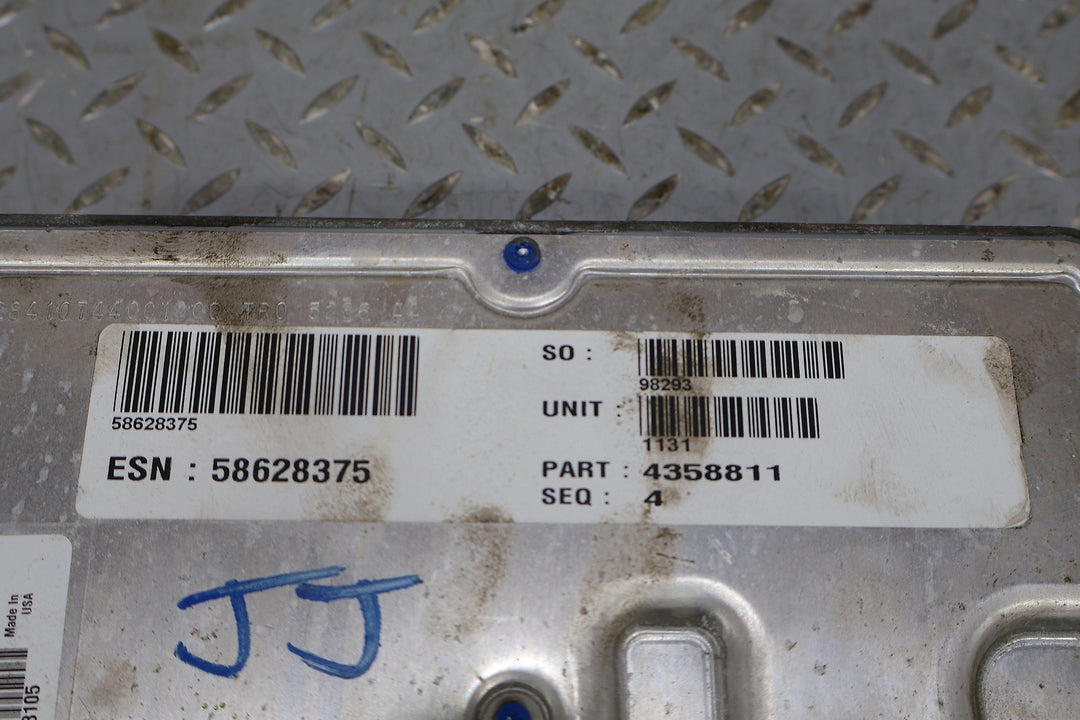 58628375
ESN : 58628375
SO :
98293
UNIT :
1131
PART : 4358811
SEQ : 4
JJ
Made In
USA